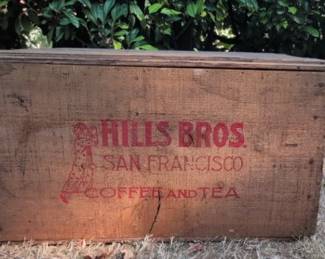 HILLS BROS.
SAN FRANCISCO
COFFEE AND TEA